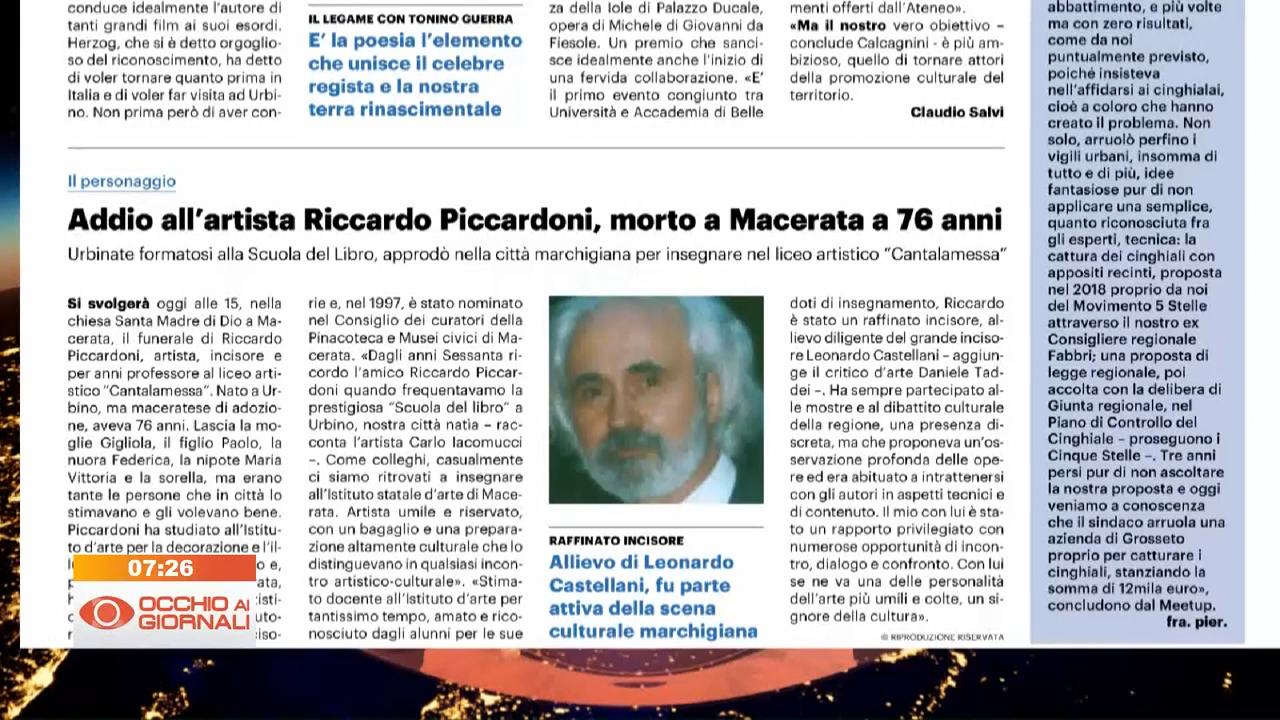 conduce idealmente l'autore di
tanti grandi film ai suoi esordi.
Herzog, che si è detto orgoglio-
so del riconoscimento, ha detto
di voler tornare quanto prima in
Italia e di voler far visita ad Urbi-
no. Non prima però di aver con-
IL LEGAME CON TONINO GUERRA
E' la poesia l'elemento
che unisce il celebre
regista e la nostra
terra rinascimentale
za della Iole di Palazzo Ducale,
opera di Michele di Giovanni da
Fiesole. Un premio che sanci-
sce idealmente anche l'inizio di
una fervida collaborazione. «E'
il primo evento congiunto tra
Università e Accademia di Belle
menti offerti dall'Ateneo».
«Ma il nostro vero obiettivo –
conclude Calcagnini - è più am-
bizioso, quello di tornare attori
della promozione culturale del
territorio.
Claudio Salvi
Il personaggio
Addio all'artista Riccardo Piccardoni, morto a Macerata a 76 anni
Urbinate formatosi alla Scuola del Libro, approdò nella città marchigiana per insegnare nel liceo artistico "Cantalamessa"
Si svolgerà oggi alle 15, nella
chiesa Santa Madre di Dio a Ma-
cerata, il funerale di Riccardo
Piccardoni, artista, incisore e
per anni professore al liceo arti-
stico "Cantalamessa". Nato a Ur-
bino, ma maceratese di adozio-
ne, aveva 76 anni. Lascia la mo-
glie Gigliola, il figlio Paolo, la
nuora Federica, la nipote Maria
Vittoria e la sorella, ma erano
tante le persone che in città lo
stimavano e gli volevano bene.
Piccardoni ha studiato all'Istitu-
to d'arte per la decorazione e l'il-
o e,
ata,
isti-
uto-
iso-
rie e, nel 1997, è stato nominato
nel Consiglio dei curatori della
Pinacoteca e Musei civici di Ma-
cerata. «Dagli anni Sessanta ri-
cordo l'amico Riccardo Piccar-
doni quando frequentavamo la
prestigiosa "Scuola del libro" a
Urbino, nostra città natìa – rac-
conta l'artista Carlo Iacomucci
–. Come colleghi, casualmente
ci siamo ritrovati a insegnare
all'Istituto statale d'arte di Mace-
rata. Artista umile e riservato,
con un bagaglio e una prepara-
zione altamente culturale che lo
distinguevano in qualsiasi incon-
tro artistico-culturale». «Stima-
to docente all'Istituto d'arte per
tantissimo tempo, amato e rico-
nosciuto dagli alunni per le sue
RAFFINATO INCISORE
Allievo di Leonardo
Castellani, fu parte
attiva della scena
culturale marchigiana
doti di insegnamento, Riccardo
è stato un raffinato incisore, al-
lievo diligente del grande inciso-
re Leonardo Castellani – aggiun-
ge il critico d'arte Daniele Tad-
dei –. Ha sempre partecipato al-
le mostre e al dibattito culturale
della regione, una presenza di-
screta, ma che proponeva un'os-
servazione profonda delle ope-
re ed era abituato a intrattenersi
con gli autori in aspetti tecnici e
di contenuto. Il mio con lui è sta-
to un rapporto privilegiato con
numerose opportunità di incon-
tro, dialogo e confronto. Con lui
se ne va una delle personalità
dell'arte più umili e colte, un si-
gnore della cultura».
© RIPRODUZIONE RISERVATA
abbattimento, e più volte
ma con zero risultati,
come da noi
puntualmente previsto,
poiché insisteva
nell'affidarsi ai cinghialai,
cioè a coloro che hanno
creato il problema. Non
solo, arruolò perfino i
vigili urbani, insomma di
tutto e di più, idee
fantasiose pur di non
applicare una semplice,
quanto riconosciuta fra
gli esperti, tecnica: la
cattura dei cinghiali con
appositi recinti, proposta
nel 2018 proprio da noi
del Movimento 5 Stelle
attraverso il nostro ex
Consigliere regionale
Fabbri; una proposta di
legge regionale, poi
accolta con la delibera di
Giunta regionale, nel
Piano di Controllo del
Cinghiale – proseguono i
Cinque Stelle –. Tre anni
persi pur di non ascoltare
la nostra proposta e oggi
veniamo a conoscenza
che il sindaco arruola una
azienda di Grosseto
proprio per catturare i
cinghiali, stanziando la
somma di 12mila euro»,
concludono dal Meetup.
fra. pier.
07:26
OCCHIO AI
GIORNALI